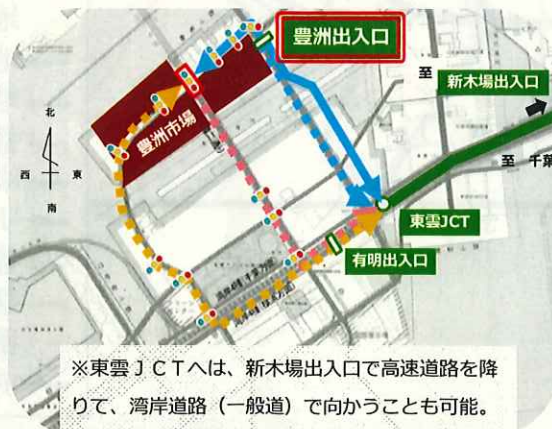 豊洲出入口
至
新木場出入口
北
西 東
南
豊洲市場
至 千葉
東雲JCT
有明出入口
※東雲JCTへは、新木場出入口で高速道路を降
りて、湾岸道路（一般道）で向かうことも可能。